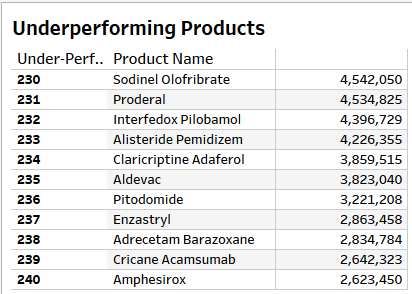 Underperforming Products
Under-Perf.. Product Name
230 Sodinel Olofribrate 4,542,050
231 Proderal 4,534,825
232 Interfedox Pilobamol 4,396,729
233 Alisteride Pemidizem 4,226,355
234 Claricriptine Adaferol 3,859,515
235 Aldevac 3,823,040
236 Pitodomide 3,221,208
237 Enzastryl 2,863,458
238 Adrecetam Barazoxane 2,834,784
239 Cricane Acamsumab 2,642,323
240 Amphesirox 2,623,450